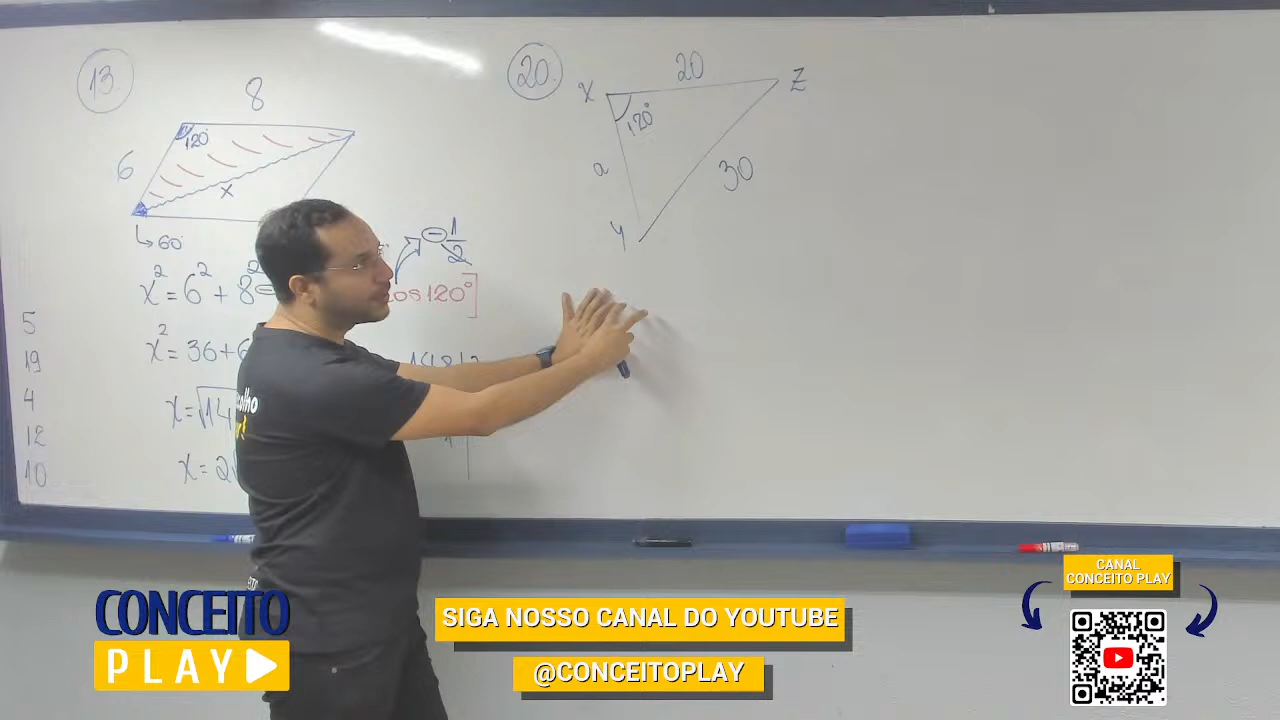 13.
8
120°
6
x
↳60°
⊖ 1/2
x² = 6² + 8² ⊖
cos 120°]
x² = 36 + 6
x = √14
x = 2
5
19
4
12
10
20.
X
20
Z
120°
a
30
Y
CONCEITO
PLAY
SIGA NOSSO CANAL DO YOUTUBE
@CONCEITOPLAY
CANAL
CONCEITO PLAY